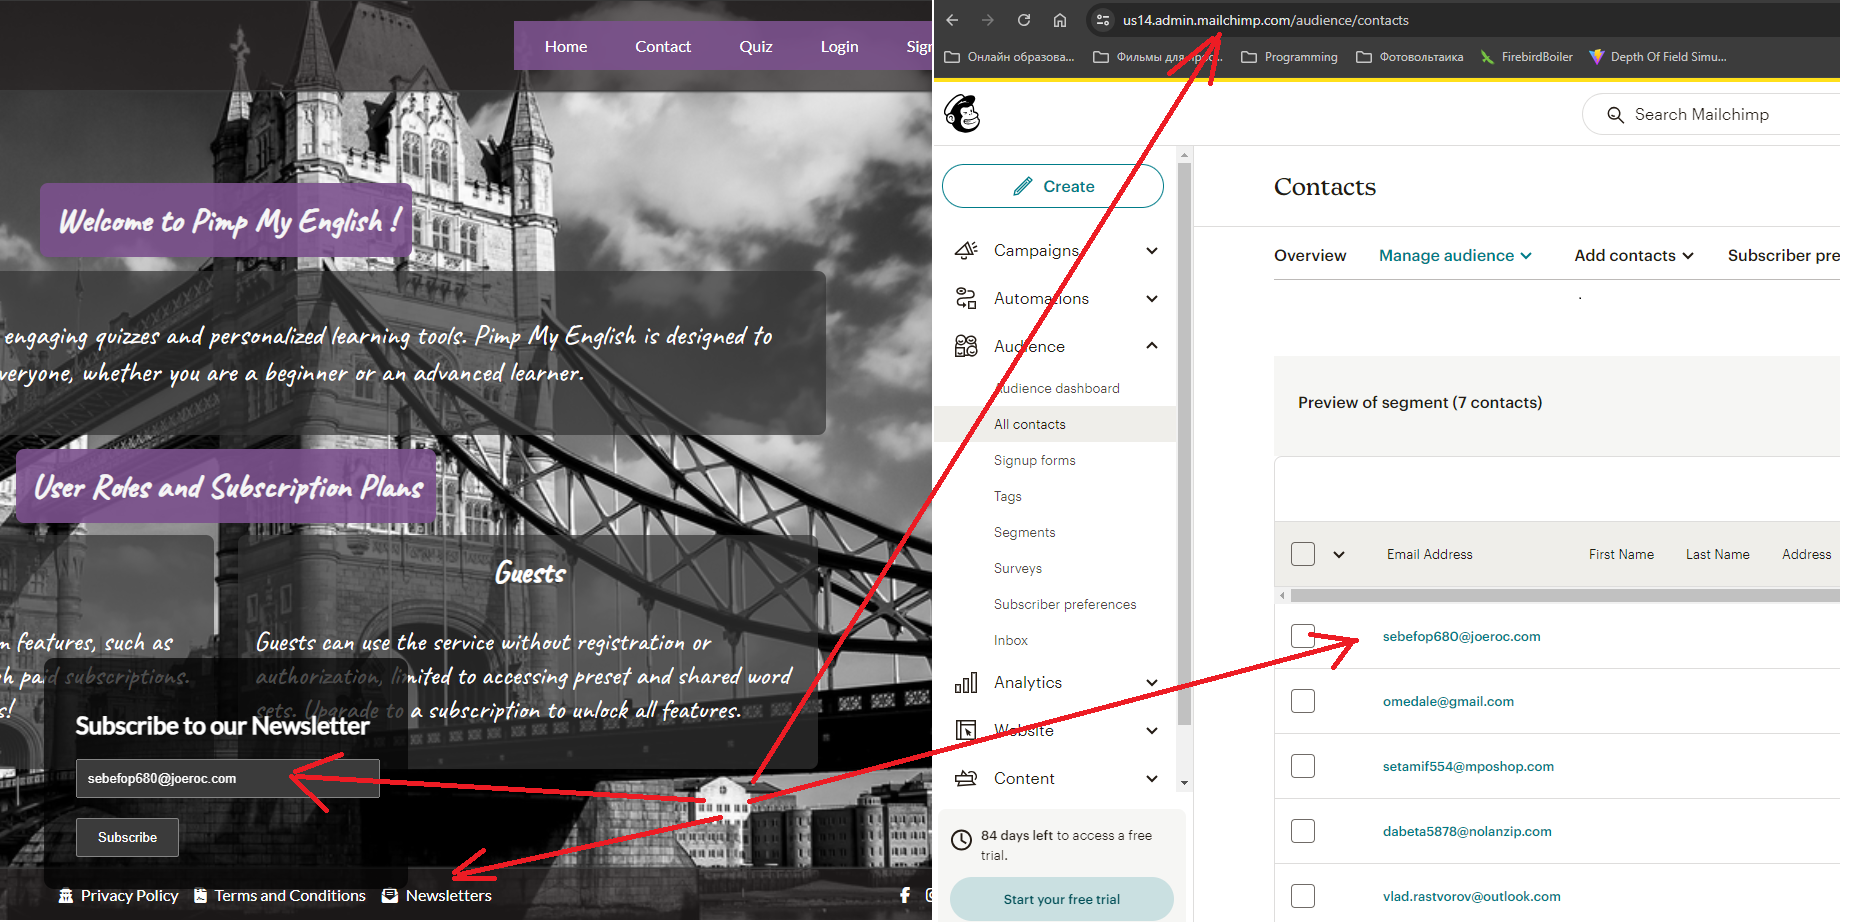 Home
Contact
Quiz
Login
Welcome to Pimp My English !
engaging quizzes and personalized learning tools. Pimp My English is designed to
everyone, whether you are a beginner or an advanced learner.
User Roles and Subscription Plans
features, such as
paid subscriptions.
Guests
Guests can use the service without registration or
authorization, limited to accessing preset and shared word
sets. Upgrade to a subscription to unlock all features.
Subscribe to our Newsletter
sebefop680@joeroc.com
Subscribe
Privacy Policy
Terms and Conditions
Newsletters
us14.admin.mailchimp.com/audience/contacts
Онлайн образова...
Фильмы для
Programming
Фотовольтаика
FirebirdBoiler
Depth Of Field Simu...
Search Mailchimp
Create
Campaigns
Automations
Audience
Audience dashboard
All contacts
Signup forms
Tags
Segments
Surveys
Subscriber preferences
Inbox
Analytics
Website
Content
84 days left to access a free
trial.
Start your free trial
Contacts
Overview
Manage audience
Add contacts
Subscriber pre
Preview of segment (7 contacts)
Email Address
First Name
Last Name
Address
sebefop680@joeroc.com
omedale@gmail.com
setamif554@mposhop.com
dabeta5878@nolanzip.com
vlad.rastvorov@outlook.com